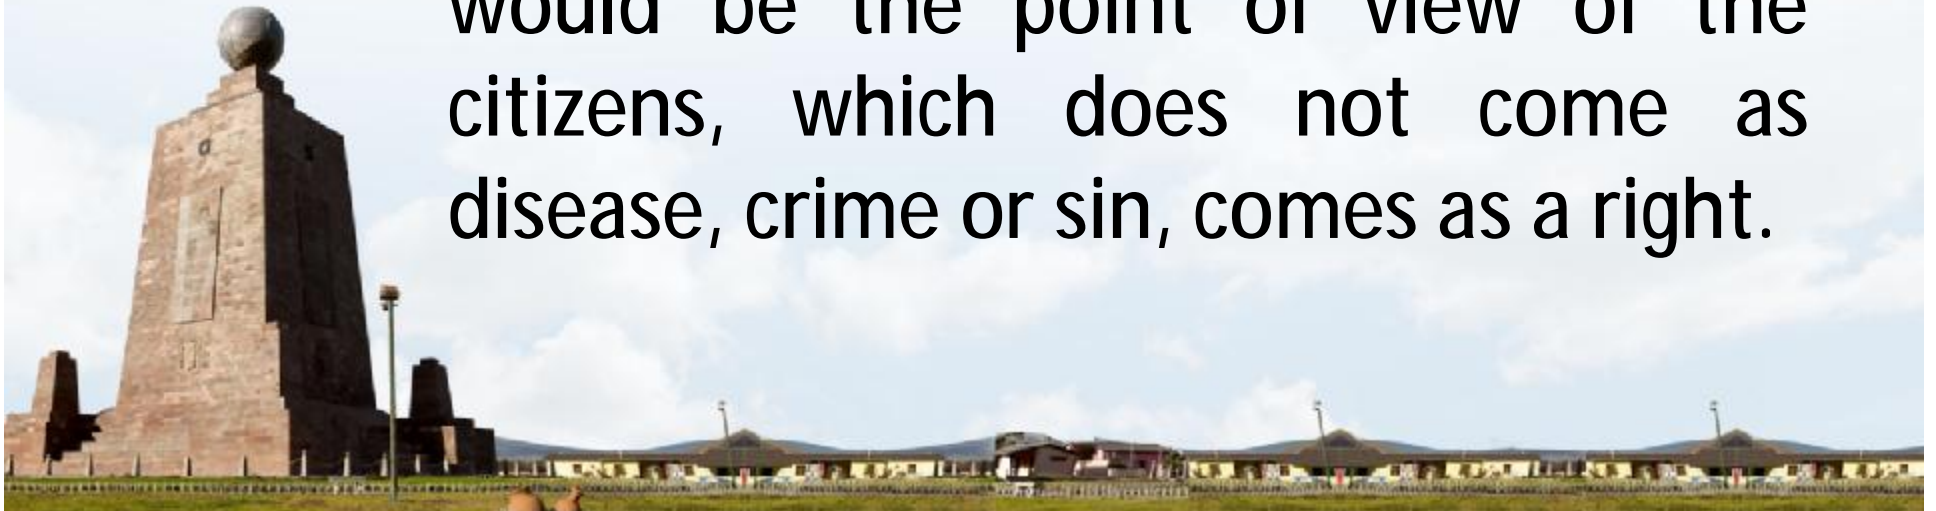 would be the point of view of the
citizens, which does not come as
disease, crime or sin, comes as a right.